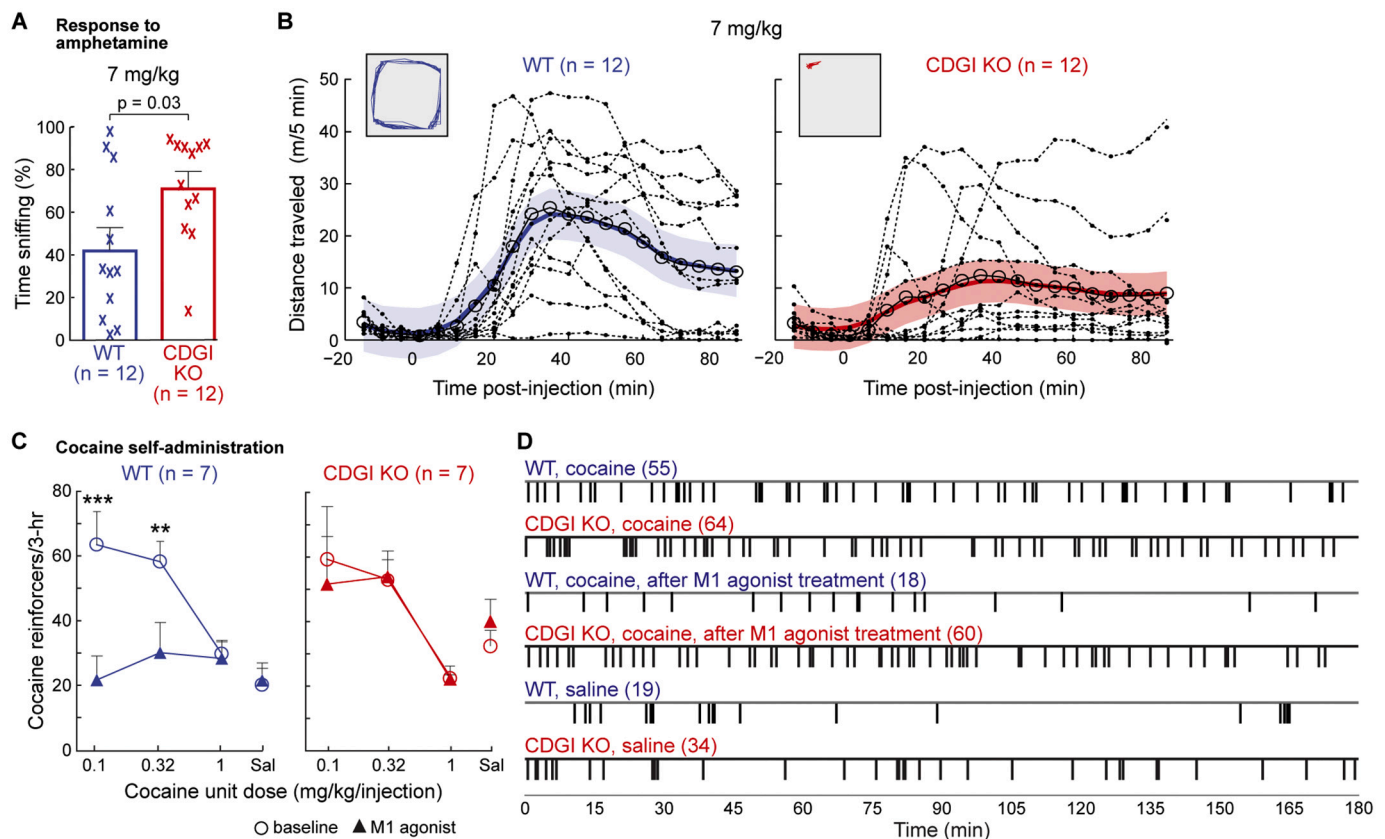 A Response to
amphetamine
7 mg/kg
p = 0.03
100
80
60
40
20
0
Time sniffing (%)
WT
(n = 12)
CDGI
KO
(n = 12)
B
7 mg/kg
WT (n = 12)
CDGI KO (n = 12)
50
40
30
20
10
0
Distance traveled (m/5 min)
−20 0 20 40 60 80
Time post-injection (min)
−20 0 20 40 60 80
Time post-injection (min)
C Cocaine self-administration
WT (n = 7)
CDGI KO (n = 7)
***
**
80
60
40
20
0
Cocaine reinforcers/3-hr
0.1 0.32 1 Sal
0.1 0.32 1 Sal
Cocaine unit dose (mg/kg/injection)
baseline M1 agonist
D
WT, cocaine (55)
CDGI KO, cocaine (64)
WT, cocaine, after M1 agonist treatment (18)
CDGI KO, cocaine, after M1 agonist treatment (60)
WT, saline (19)
CDGI KO, saline (34)
0 15 30 45 60 75 90 105 120 135 150 165 180
Time (min)